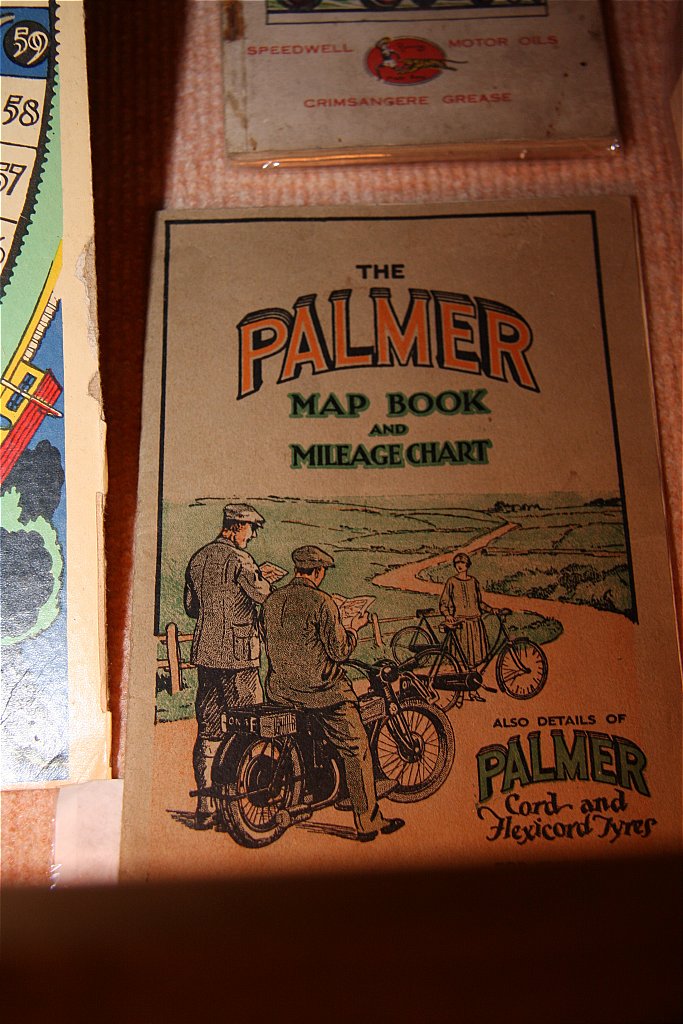 59
58
57
SPEEDWELL MOTOR OILS
CRIMSANGERE GREASE
THE
PALMER
MAP BOOK
AND
MILEAGE CHART
ALSO DETAILS OF
PALMER
Cord and
Flexicord Tyres